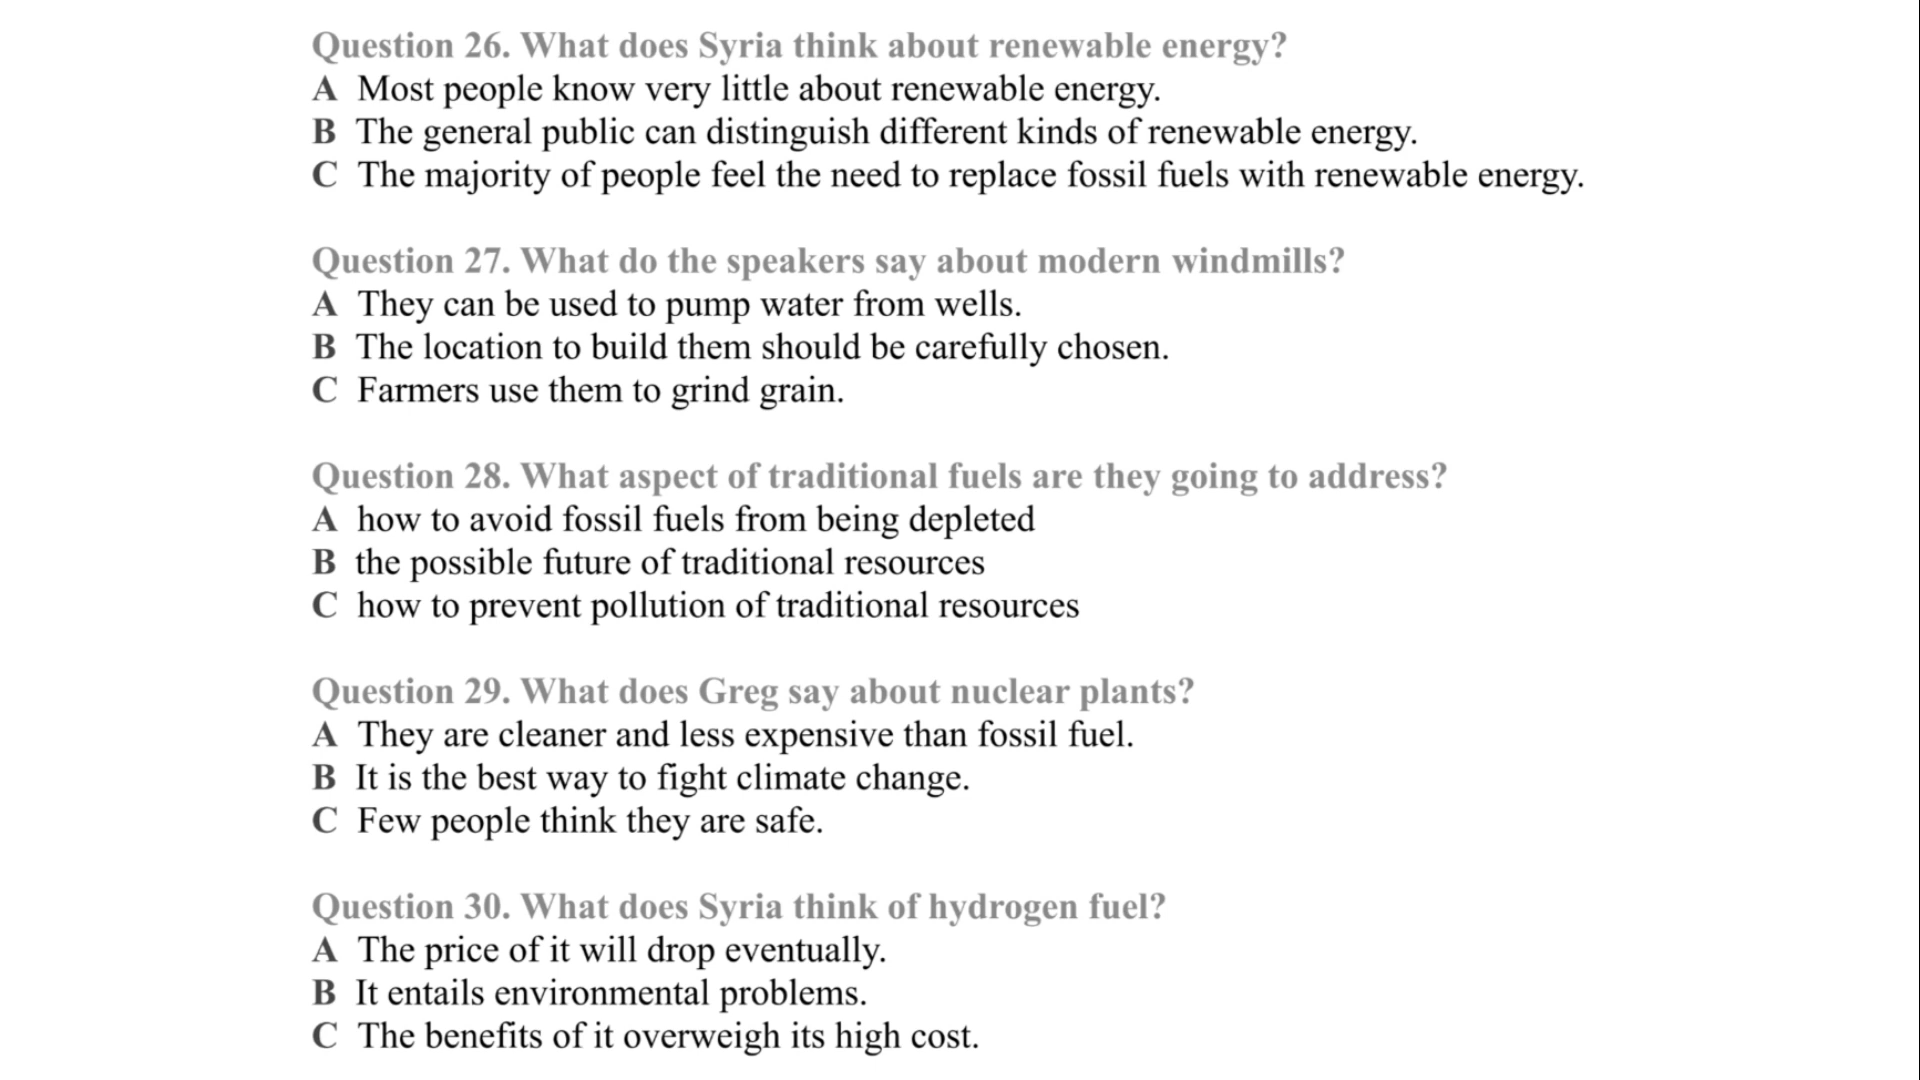 Question 26. What does Syria think about renewable energy?
A Most people know very little about renewable energy.
B The general public can distinguish different kinds of renewable energy.
C The majority of people feel the need to replace fossil fuels with renewable energy.
Question 27. What do the speakers say about modern windmills?
A They can be used to pump water from wells.
B The location to build them should be carefully chosen.
C Farmers use them to grind grain.
Question 28. What aspect of traditional fuels are they going to address?
A how to avoid fossil fuels from being depleted
B the possible future of traditional resources
C how to prevent pollution of traditional resources
Question 29. What does Greg say about nuclear plants?
A They are cleaner and less expensive than fossil fuel.
B It is the best way to fight climate change.
C Few people think they are safe.
Question 30. What does Syria think of hydrogen fuel?
A The price of it will drop eventually.
B It entails environmental problems.
C The benefits of it overweigh its high cost.